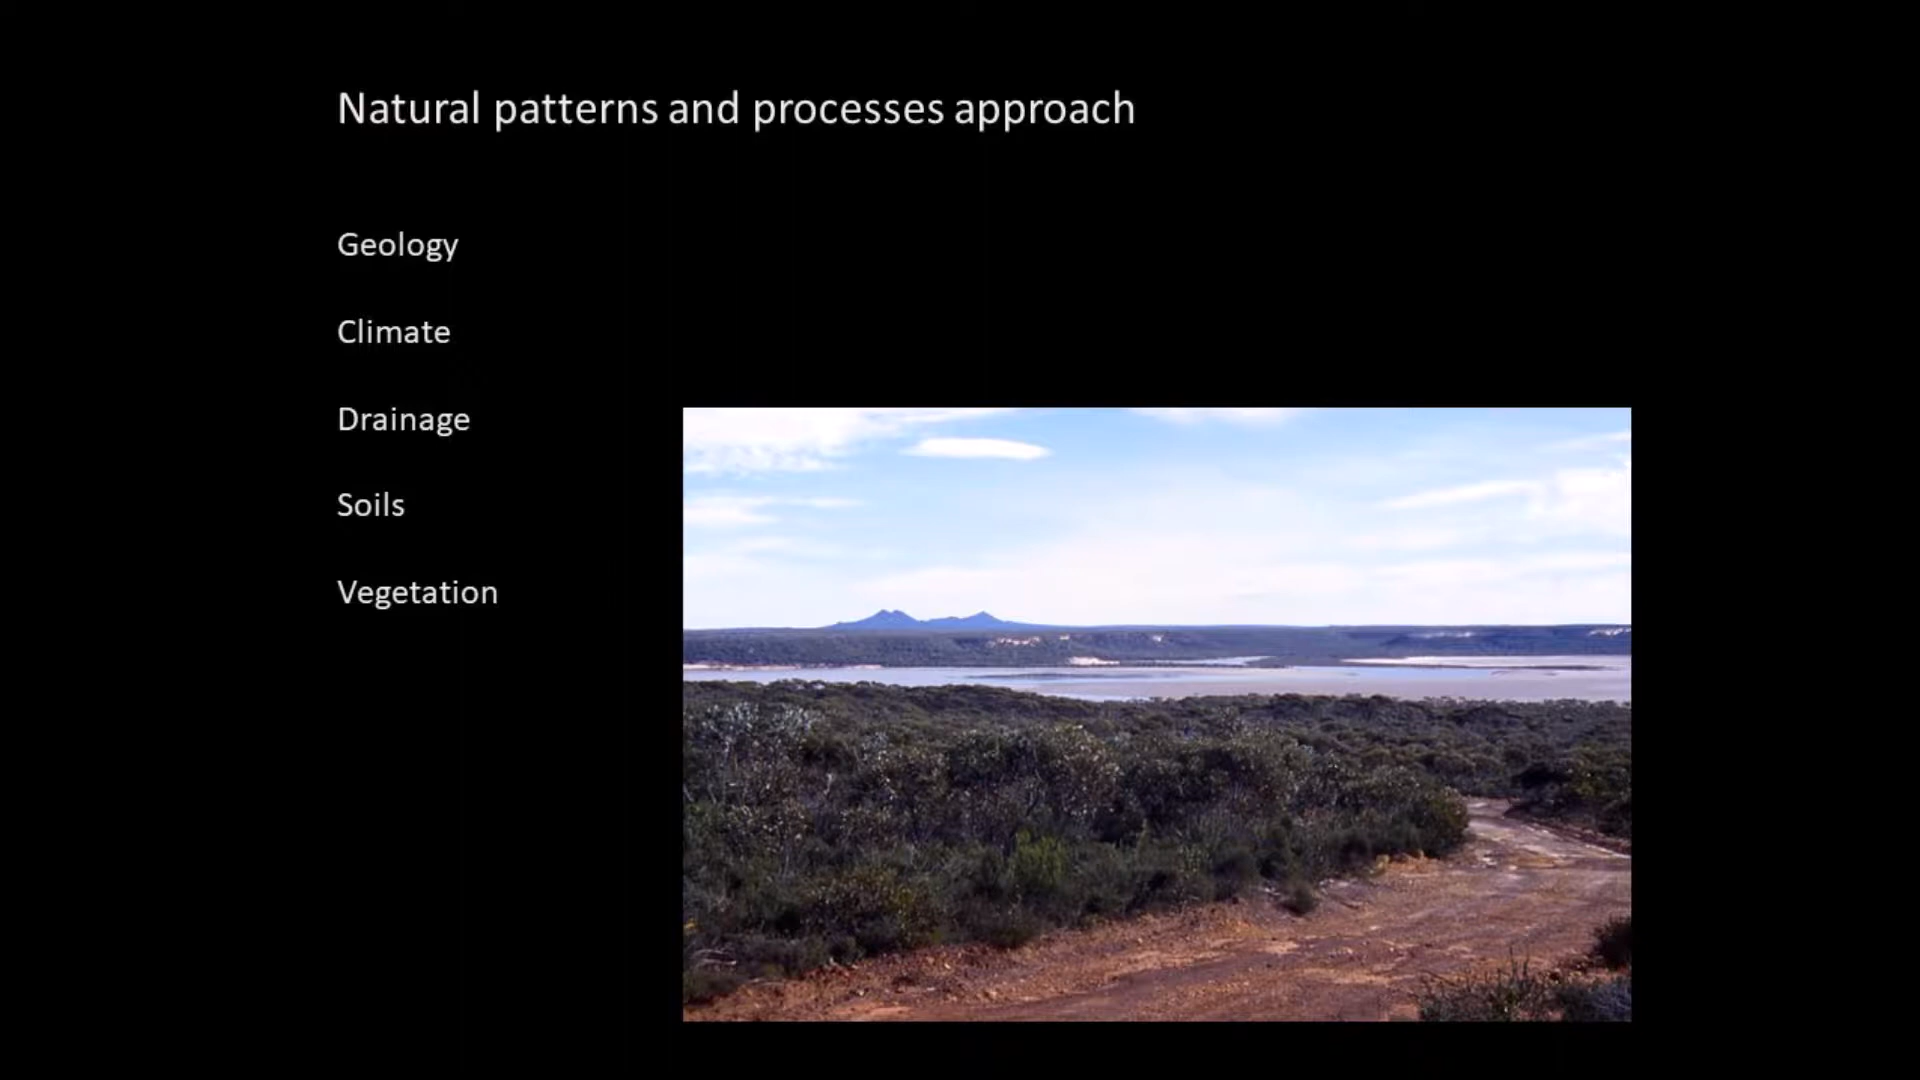 Natural patterns and processes approach
Geology
Climate
Drainage
Soils
Vegetation